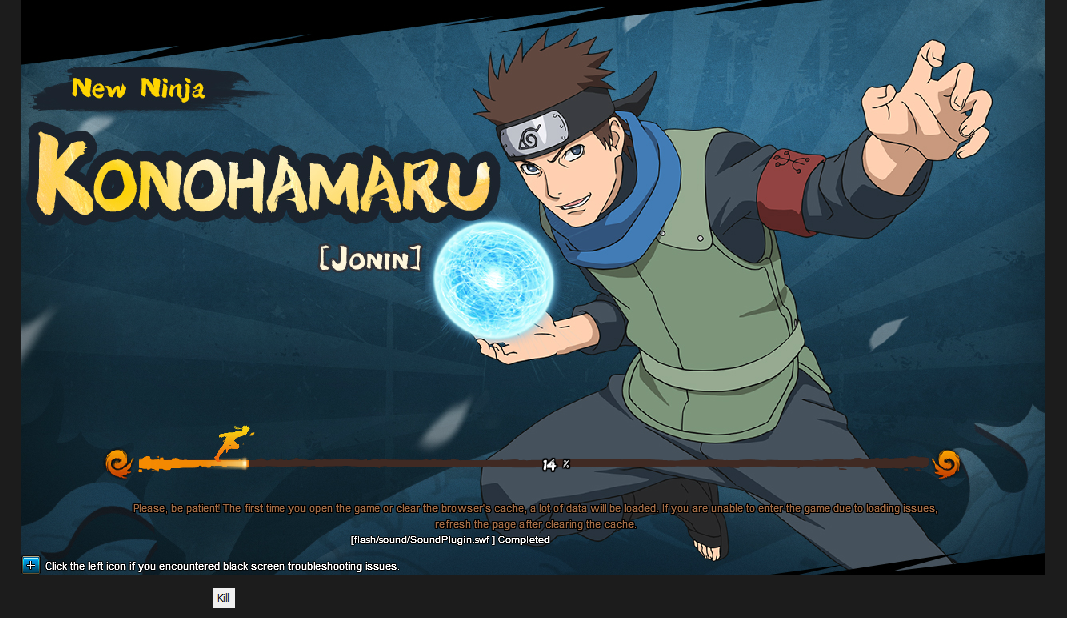 New Ninja
KONOHAMARU
[JONIN]
14 %
Please, be patient! The first time you open the game or clear the browser's cache, a lot of data will be loaded. If you are unable to enter the game due to loading issues,
refresh the page after clearing the cache.
[flash/sound/SoundPlugin.swf ] Completed
Click the left icon if you encountered black screen troubleshooting issues.
Kill